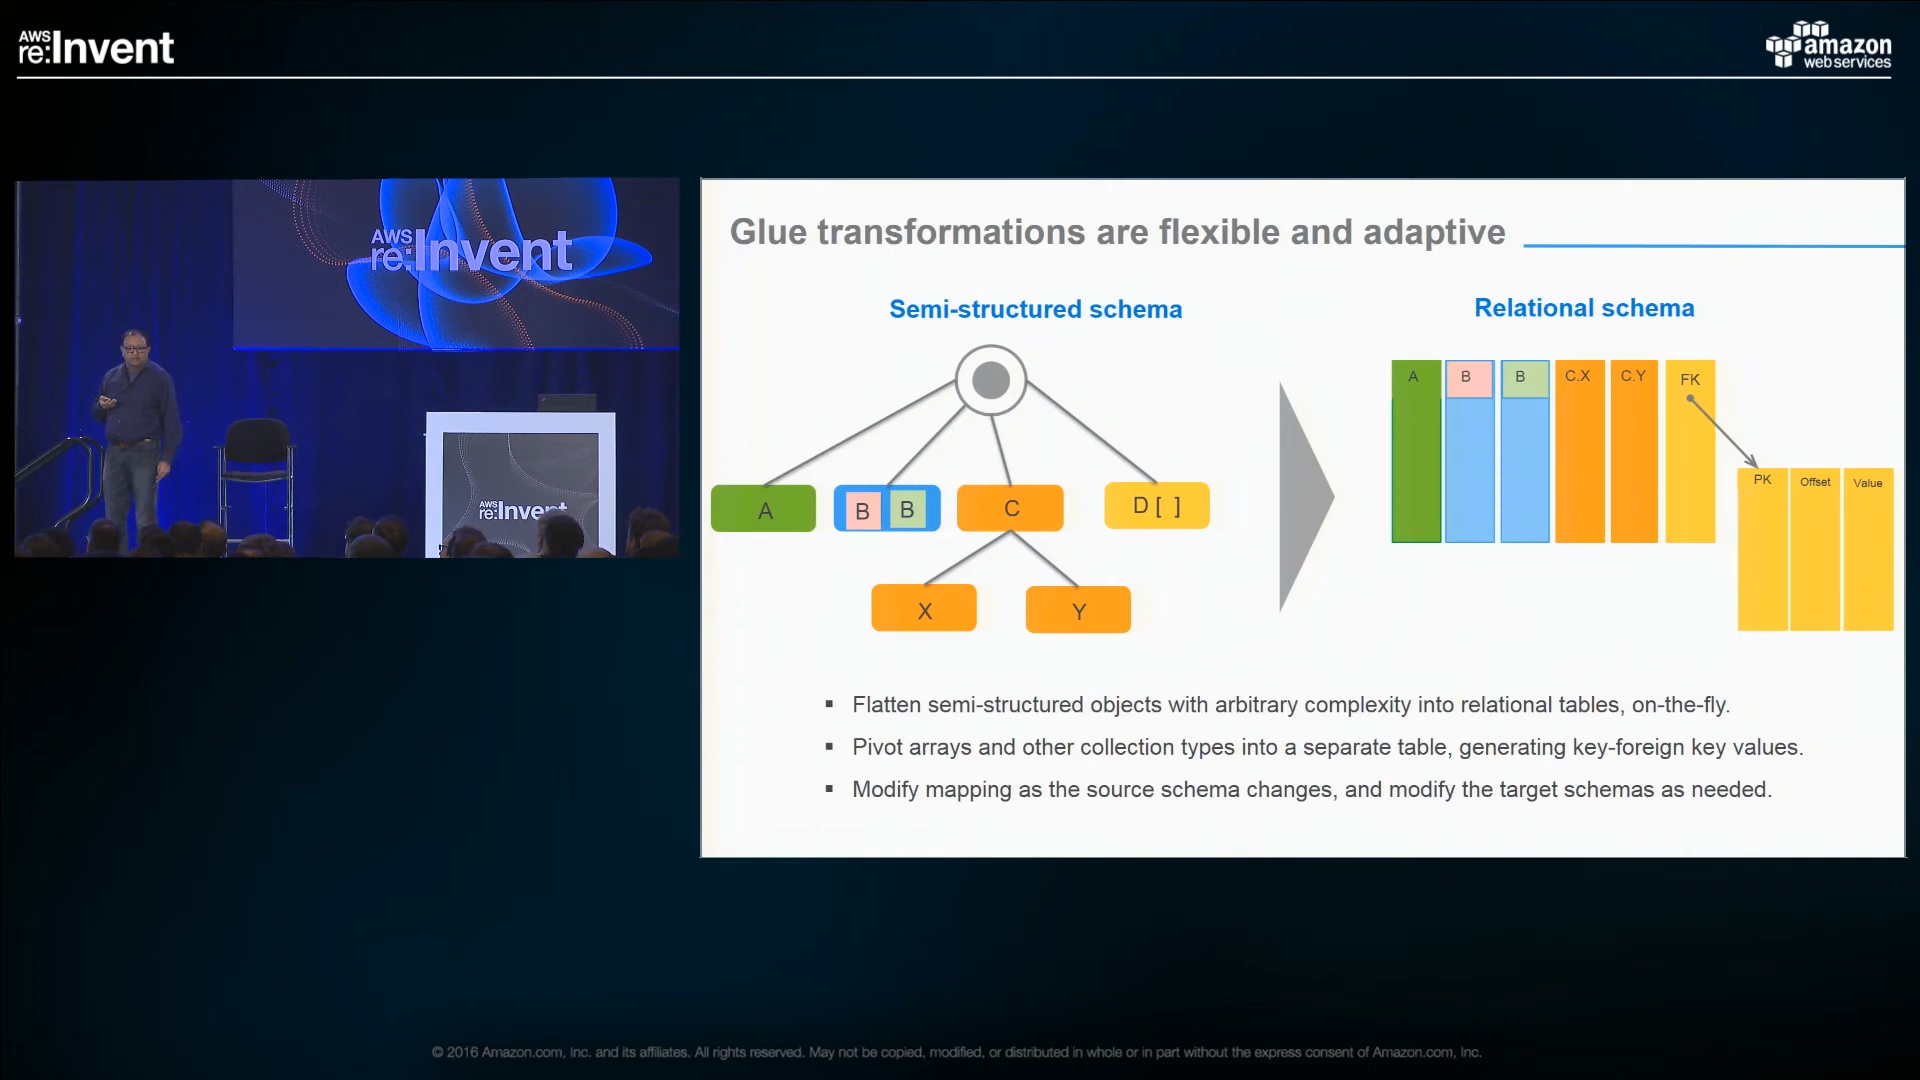 AWS
re:Invent
amazon
web services
AWS
re:Invent
AWS
re:Invent
Glue transformations are flexible and adaptive
Semi-structured schema
Relational schema
A
B B
C
D [ ]
X
Y
A B B C.X C.Y FK
PK Offset Value
▪ Flatten semi-structured objects with arbitrary complexity into relational tables, on-the-fly.
▪ Pivot arrays and other collection types into a separate table, generating key-foreign key values.
▪ Modify mapping as the source schema changes, and modify the target schemas as needed.
© 2016 Amazon.com, Inc. and its affiliates. All rights reserved. May not be copied, modified, or distributed in whole or in part without the express consent of Amazon.com, Inc.